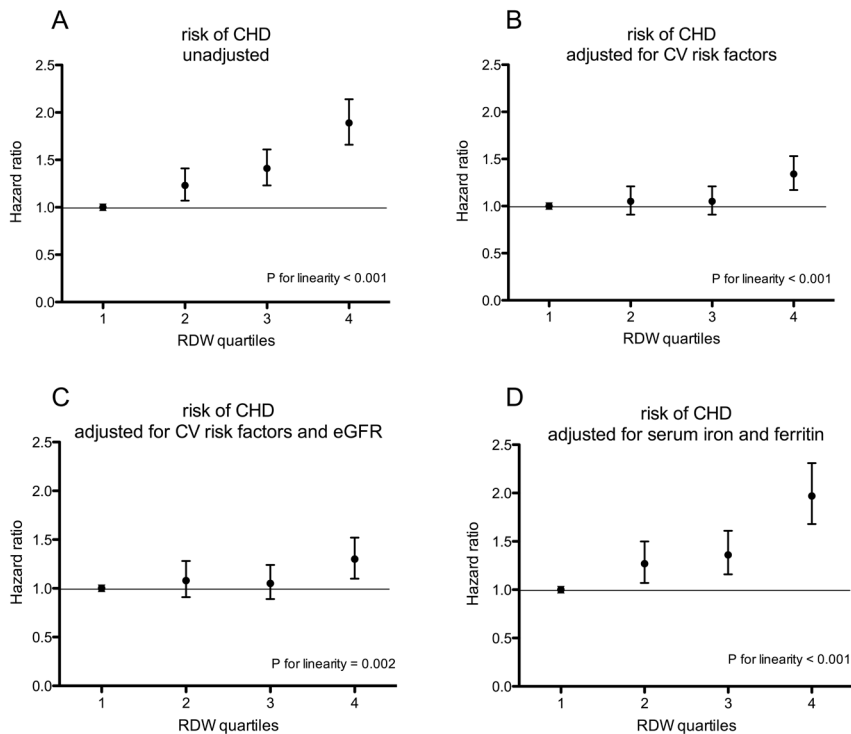 A
risk of CHD
unadjusted
2.5
2.0
1.5
1.0
0.5
0.0
Hazard ratio
P for linearity < 0.001
1 2 3 4
RDW quartiles
B
risk of CHD
adjusted for CV risk factors
2.5
2.0
1.5
1.0
0.5
0.0
Hazard ratio
P for linearity < 0.001
1 2 3 4
RDW quartiles
C
risk of CHD
adjusted for CV risk factors and eGFR
2.5
2.0
1.5
1.0
0.5
0.0
Hazard ratio
P for linearity = 0.002
1 2 3 4
RDW quartiles
D
risk of CHD
adjusted for serum iron and ferritin
2.5
2.0
1.5
1.0
0.5
0.0
Hazard ratio
P for linearity < 0.001
1 2 3 4
RDW quartiles